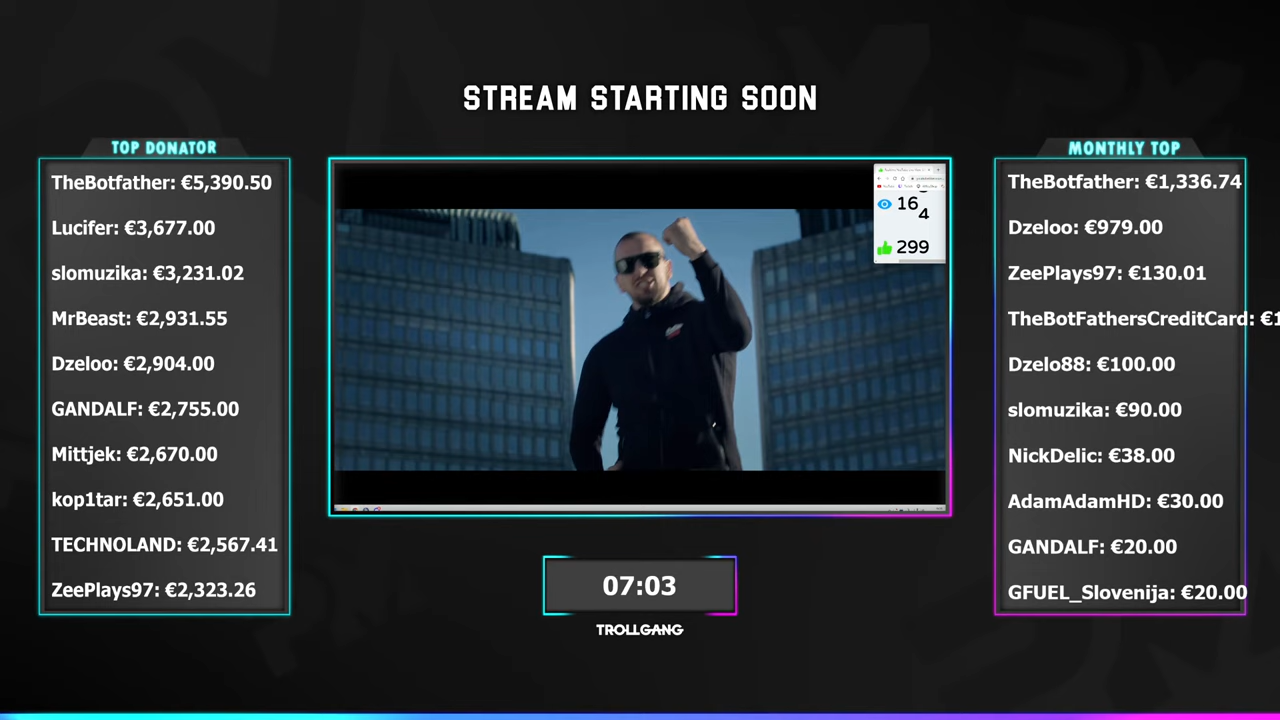 STREAM STARTING SOON
TOP DONATOR
TheBotfather: €5,390.50
Lucifer: €3,677.00
slomuzika: €3,231.02
MrBeast: €2,931.55
Dzeloo: €2,904.00
GANDALF: €2,755.00
Mittjek: €2,670.00
kop1tar: €2,651.00
TECHNOLAND: €2,567.41
ZeePlays97: €2,323.26
16
4
299
07:03
TROLLGANG
MONTHLY TOP
TheBotfather: €1,336.74
Dzeloo: €979.00
ZeePlays97: €130.01
TheBotFathersCreditCard: €1
Dzelo88: €100.00
slomuzika: €90.00
NickDelic: €38.00
AdamAdamHD: €30.00
GANDALF: €20.00
GFUEL_Slovenija: €20.00